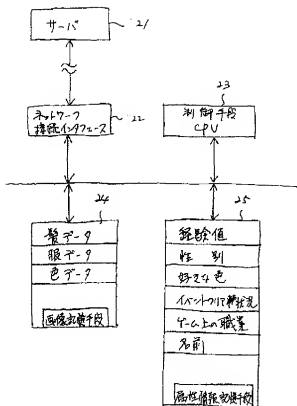 サーバ
21
ネットワーク
接続インタフェース
22
23
制御手段
CPU
24
髪データ
眼データ
色データ
画像記憶手段
25
経験値
性別
好きな色
イベントクリア種状況
ゲーム上の職業
名前
属性情報記憶手段